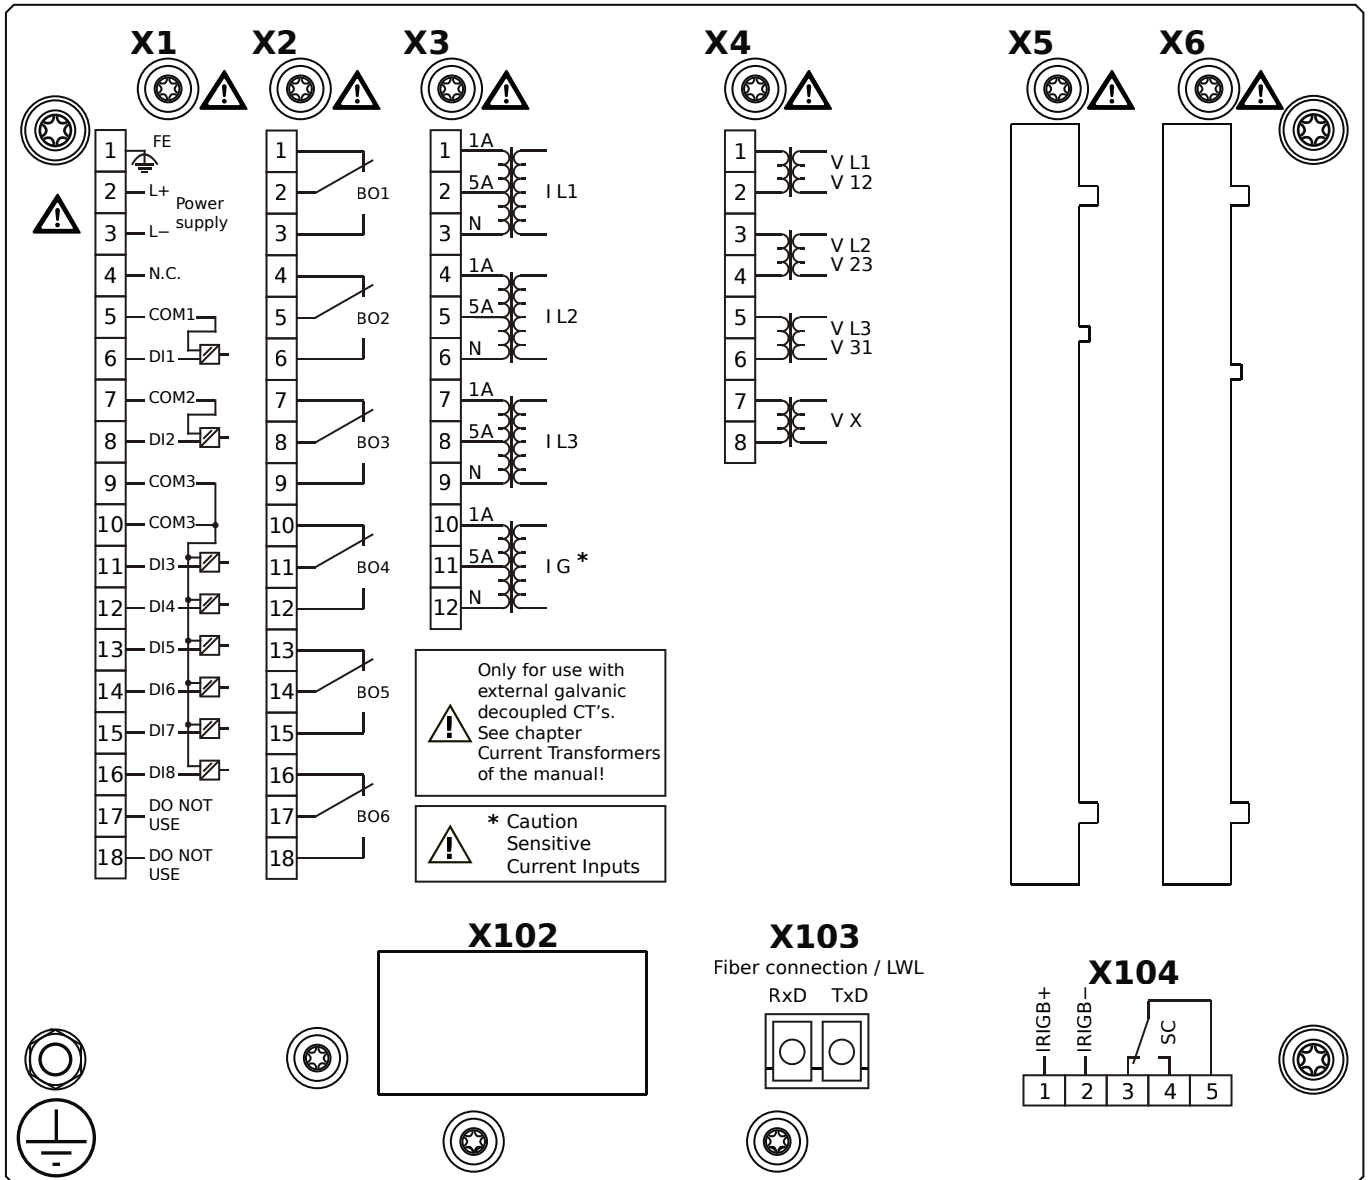 X1
X2
X3
X4
X5
X6
1 FE
2 L+
Power
supply
3 L−
4 N.C.
5 COM1
6 DI1
7 COM2
8 DI2
9 COM3
10 COM3
11 DI3
12 DI4
13 DI5
14 DI6
15 DI7
16 DI8
17 DO NOT
USE
18 DO NOT
USE
1
2 BO1
3
4
5 BO2
6
7
8 BO3
9
10
11 BO4
12
13
14 BO5
15
16
17 BO6
18
1 1A
2 5A I L1
3 N
4 1A
5 5A I L2
6 N
7 1A
8 5A I L3
9 N
10 1A
11 5A I G *
12 N
1 V L1
2 V 12
3 V L2
4 V 23
5 V L3
6 V 31
7 V X
8
Only for use with
external galvanic
decoupled CT's.
See chapter
Current Transformers
of the manual!
* Caution
Sensitive
Current Inputs
X102
X103
Fiber connection / LWL
RxD TxD
X104
IRIGB+
IRIGB−
SC
1 2 3 4 5